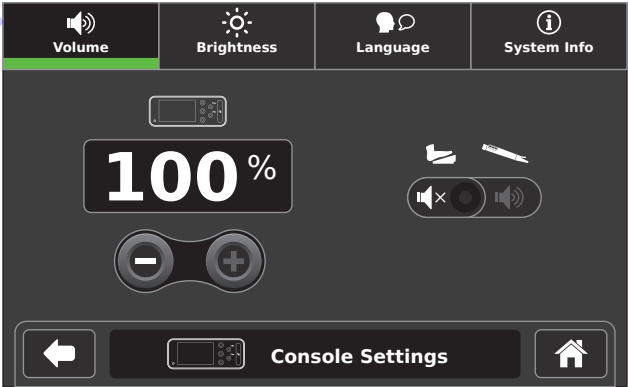 Volume
Brightness
Language
System Info
100%
Console Settings